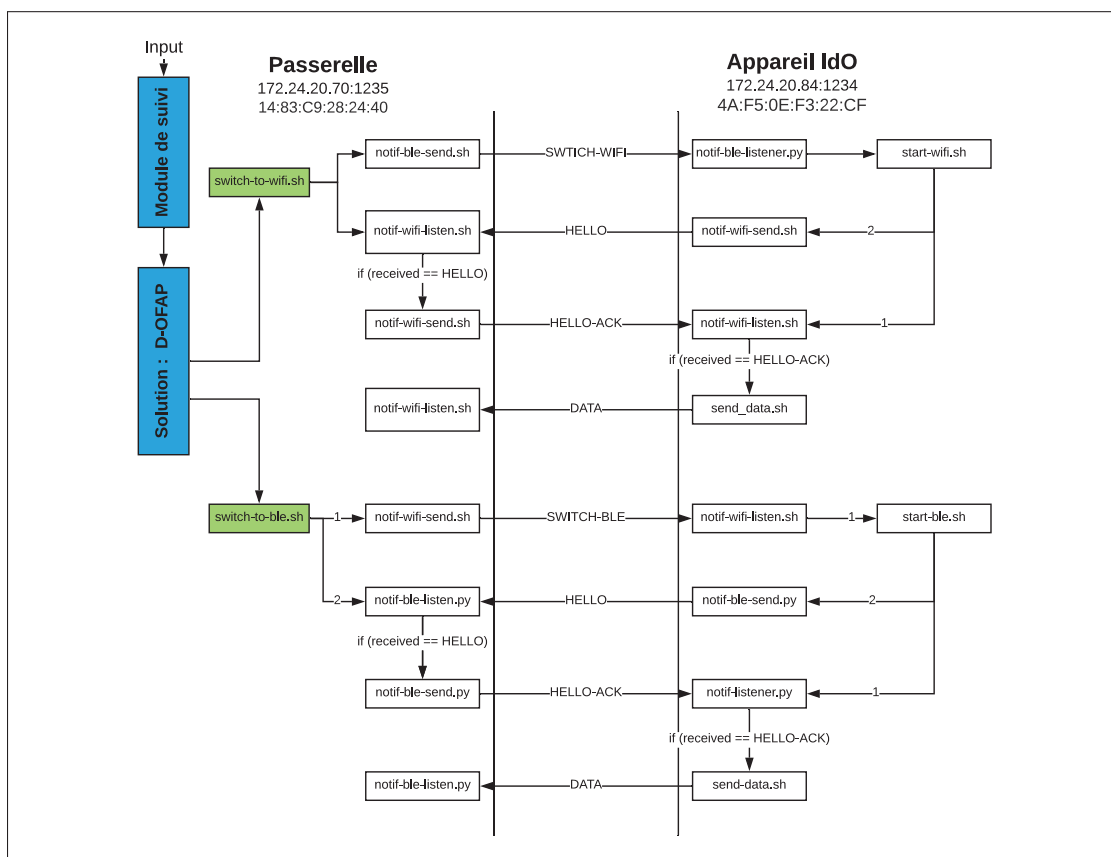 Input
Module de suivi
Solution : D-OFAP
Passerelle
172.24.20.70:1235
14:83:C9:28:24:40
Appareil IdO
172.24.20.84:1234
4A:F5:0E:F3:22:CF
switch-to-wifi.sh
notif-ble-send.sh
SWTICH-WIFI
notif-ble-listener.py
start-wifi.sh
notif-wifi-listen.sh
HELLO
notif-wifi-send.sh
2
if (received == HELLO)
notif-wifi-send.sh
HELLO-ACK
notif-wifi-listen.sh
1
if (received == HELLO-ACK)
notif-wifi-listen.sh
DATA
send_data.sh
switch-to-ble.sh
1
notif-wifi-send.sh
SWITCH-BLE
notif-wifi-listen.sh
1
start-ble.sh
2
notif-ble-listen.py
HELLO
notif-ble-send.py
2
if (received == HELLO)
notif-ble-send.py
HELLO-ACK
notif-listener.py
1
if (received == HELLO-ACK)
notif-ble-listen.py
DATA
send-data.sh